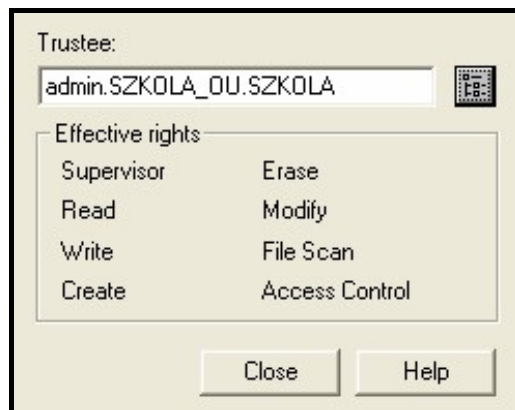 Trustee:
admin.SZKOLA_OU.SZKOLA
Effective rights
Supervisor Erase
Read Modify
Write File Scan
Create Access Control
Close Help